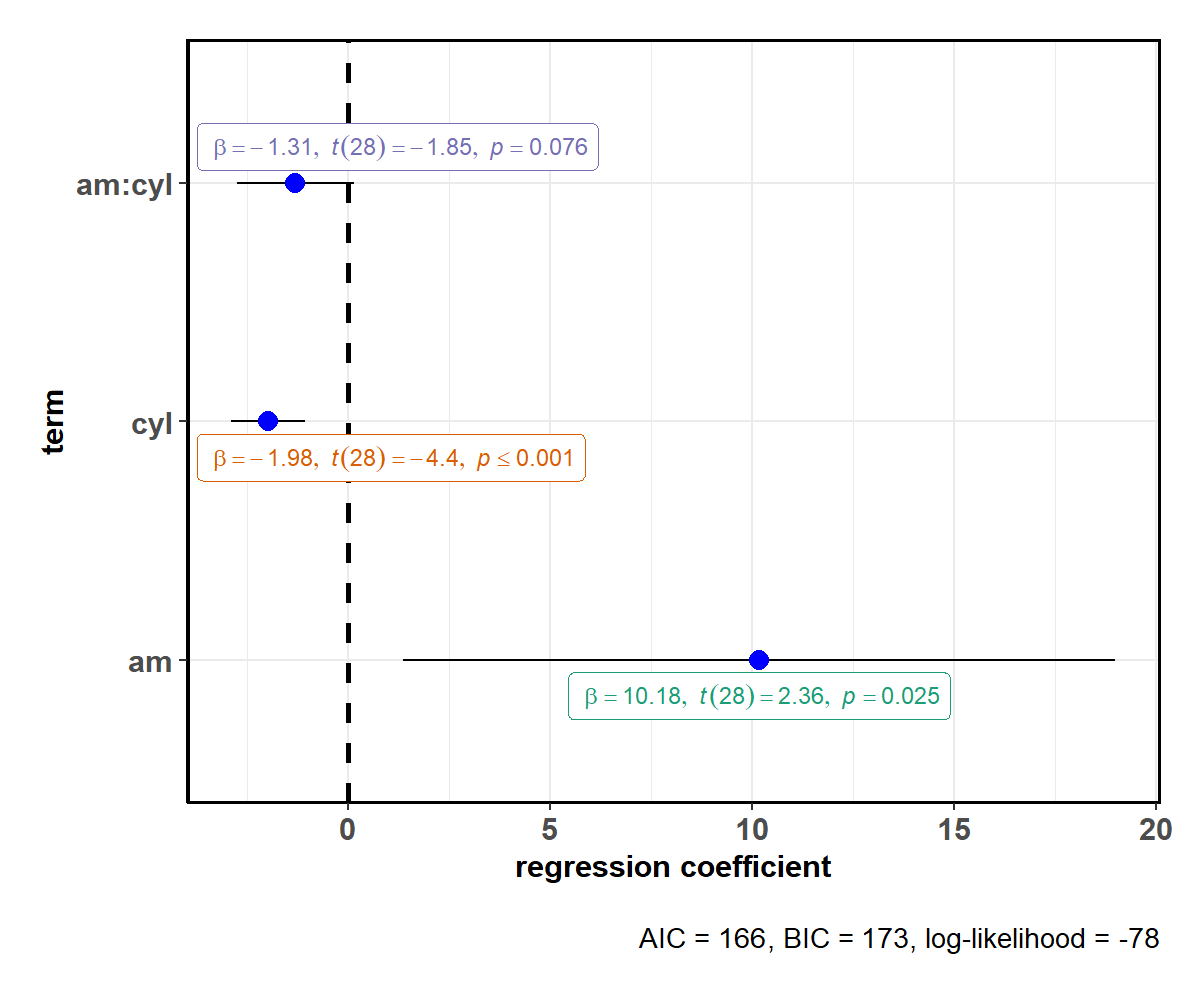 β = −1.31, t(28) = −1.85, p = 0.076
am:cyl
cyl
β = −1.98, t(28) = −4.4, p ≤ 0.001
term
am
β = 10.18, t(28) = 2.36, p = 0.025
0 5 10 15 20
regression coefficient
AIC = 166, BIC = 173, log-likelihood = -78